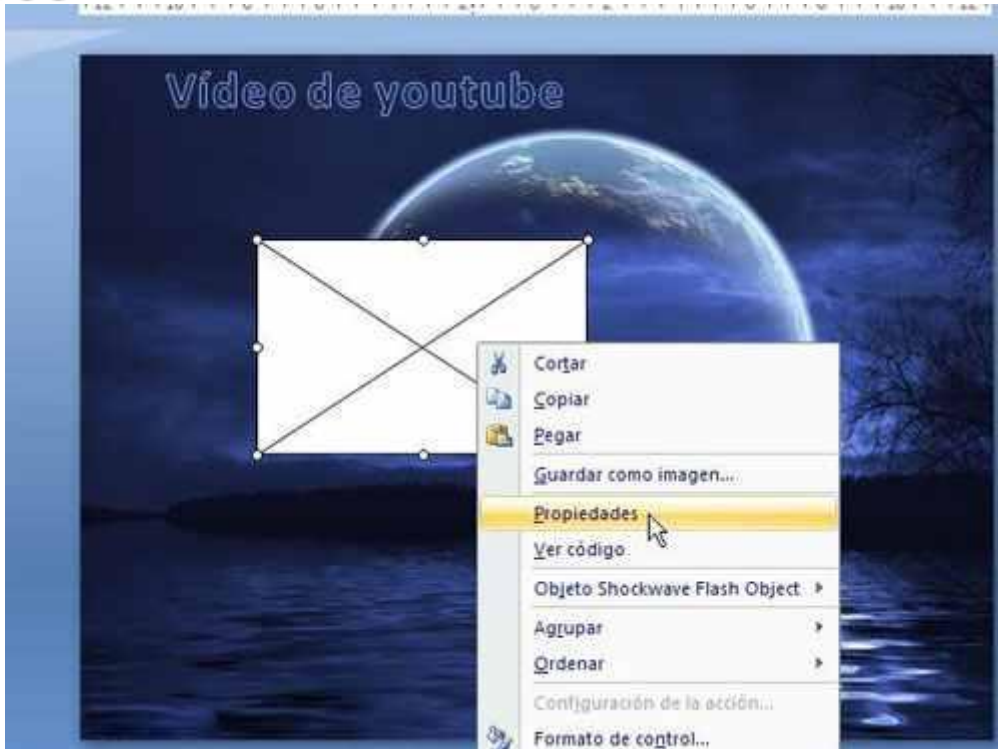 Vídeo de youtube
Cortar
Copiar
Pegar
Guardar como imagen...
Propiedades
Ver código
Objeto Shockwave Flash Object
Agrupar
Ordenar
Configuración de la acción...
Formato de control...